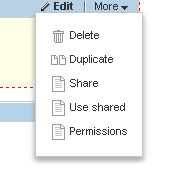 Edit | More
Delete
Duplicate
Share
Use shared
Permissions